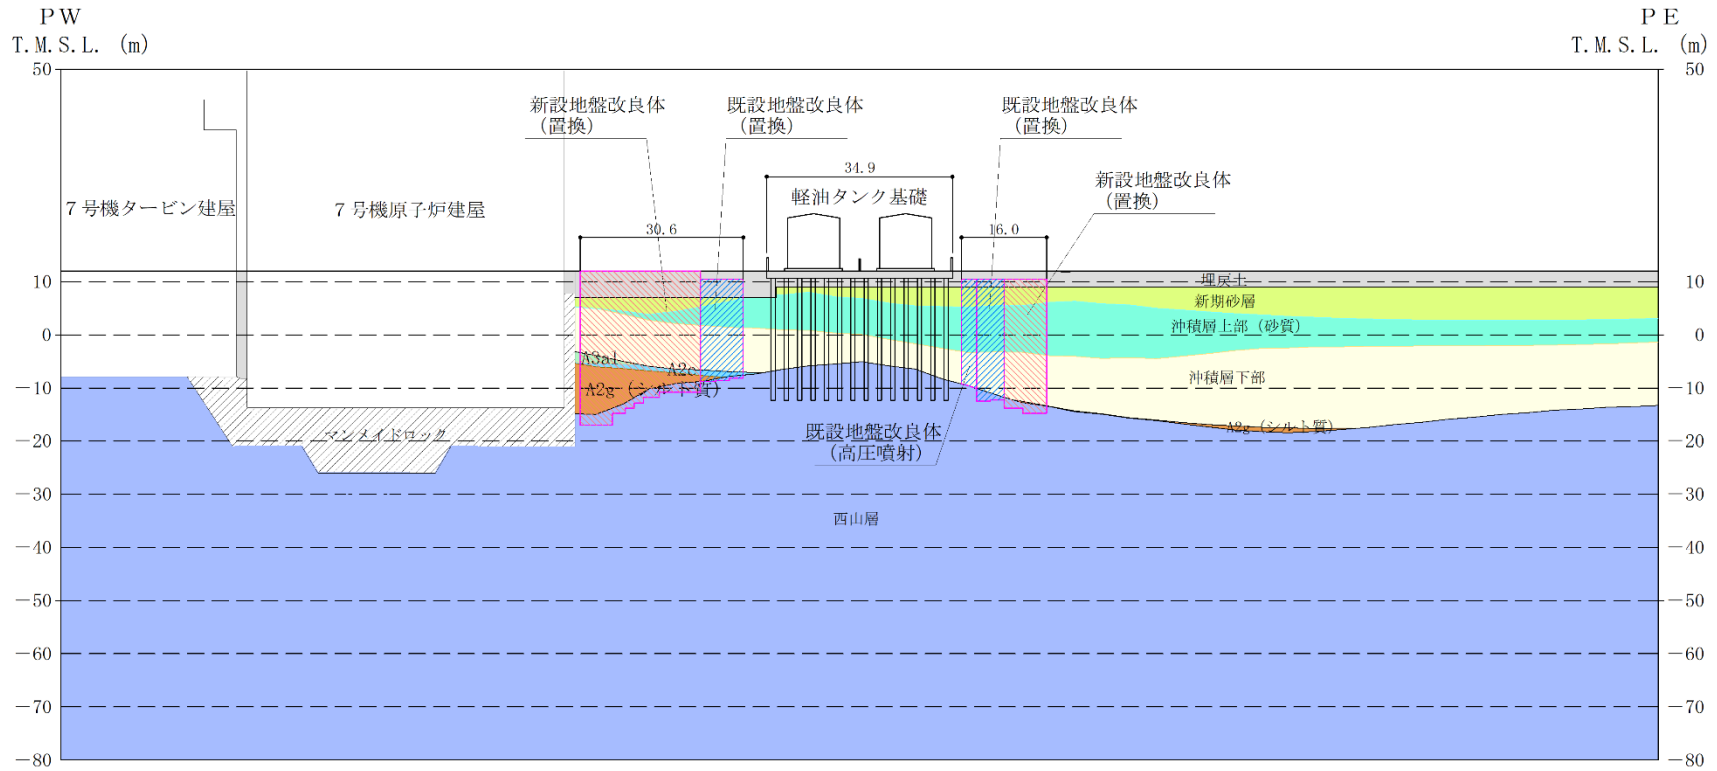 ＰＷ
ＰＥ
T.M.S.L. (m)
T.M.S.L. (m)
50
50
新設地盤改良体
（置換）
既設地盤改良体
（置換）
既設地盤改良体
（置換）
34.9
新設地盤改良体
（置換）
軽油タンク基礎
７号機タービン建屋
７号機原子炉建屋
30.6
16.0
10
埋戻土
10
新期砂層
沖積層上部（砂質）
0
0
A3al
A2c
沖積層下部
−10
A2g（シルト質）
−10
マンメイドロック
既設地盤改良体
（高圧噴射）
A2g（シルト質）
−20
−20
−30
−30
西山層
−40
−40
−50
−50
−60
−60
−70
−70
−80
−80